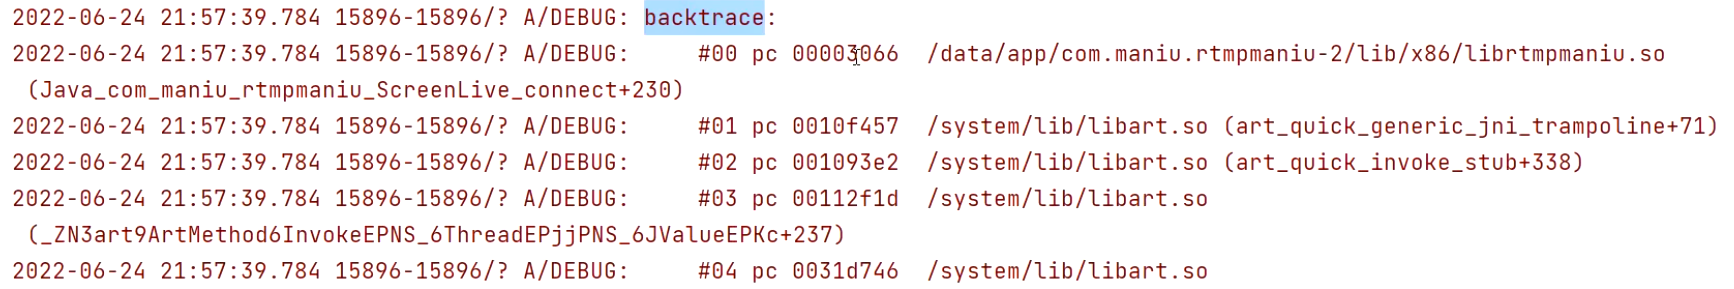 2022-06-24 21:57:39.784 15896-15896/? A/DEBUG: backtrace:
2022-06-24 21:57:39.784 15896-15896/? A/DEBUG:     #00 pc 00003066  /data/app/com.maniu.rtmpmaniu-2/lib/x86/librtmpmaniu.so
(Java_com_maniu_rtmpmaniu_ScreenLive_connect+230)
2022-06-24 21:57:39.784 15896-15896/? A/DEBUG:     #01 pc 0010f457  /system/lib/libart.so (art_quick_generic_jni_trampoline+71)
2022-06-24 21:57:39.784 15896-15896/? A/DEBUG:     #02 pc 001093e2  /system/lib/libart.so (art_quick_invoke_stub+338)
2022-06-24 21:57:39.784 15896-15896/? A/DEBUG:     #03 pc 00112f1d  /system/lib/libart.so
(_ZN3art9ArtMethod6InvokeEPNS_6ThreadEPjjPNS_6JValueEPKc+237)
2022-06-24 21:57:39.784 15896-15896/? A/DEBUG:     #04 pc 0031d746  /system/lib/libart.so